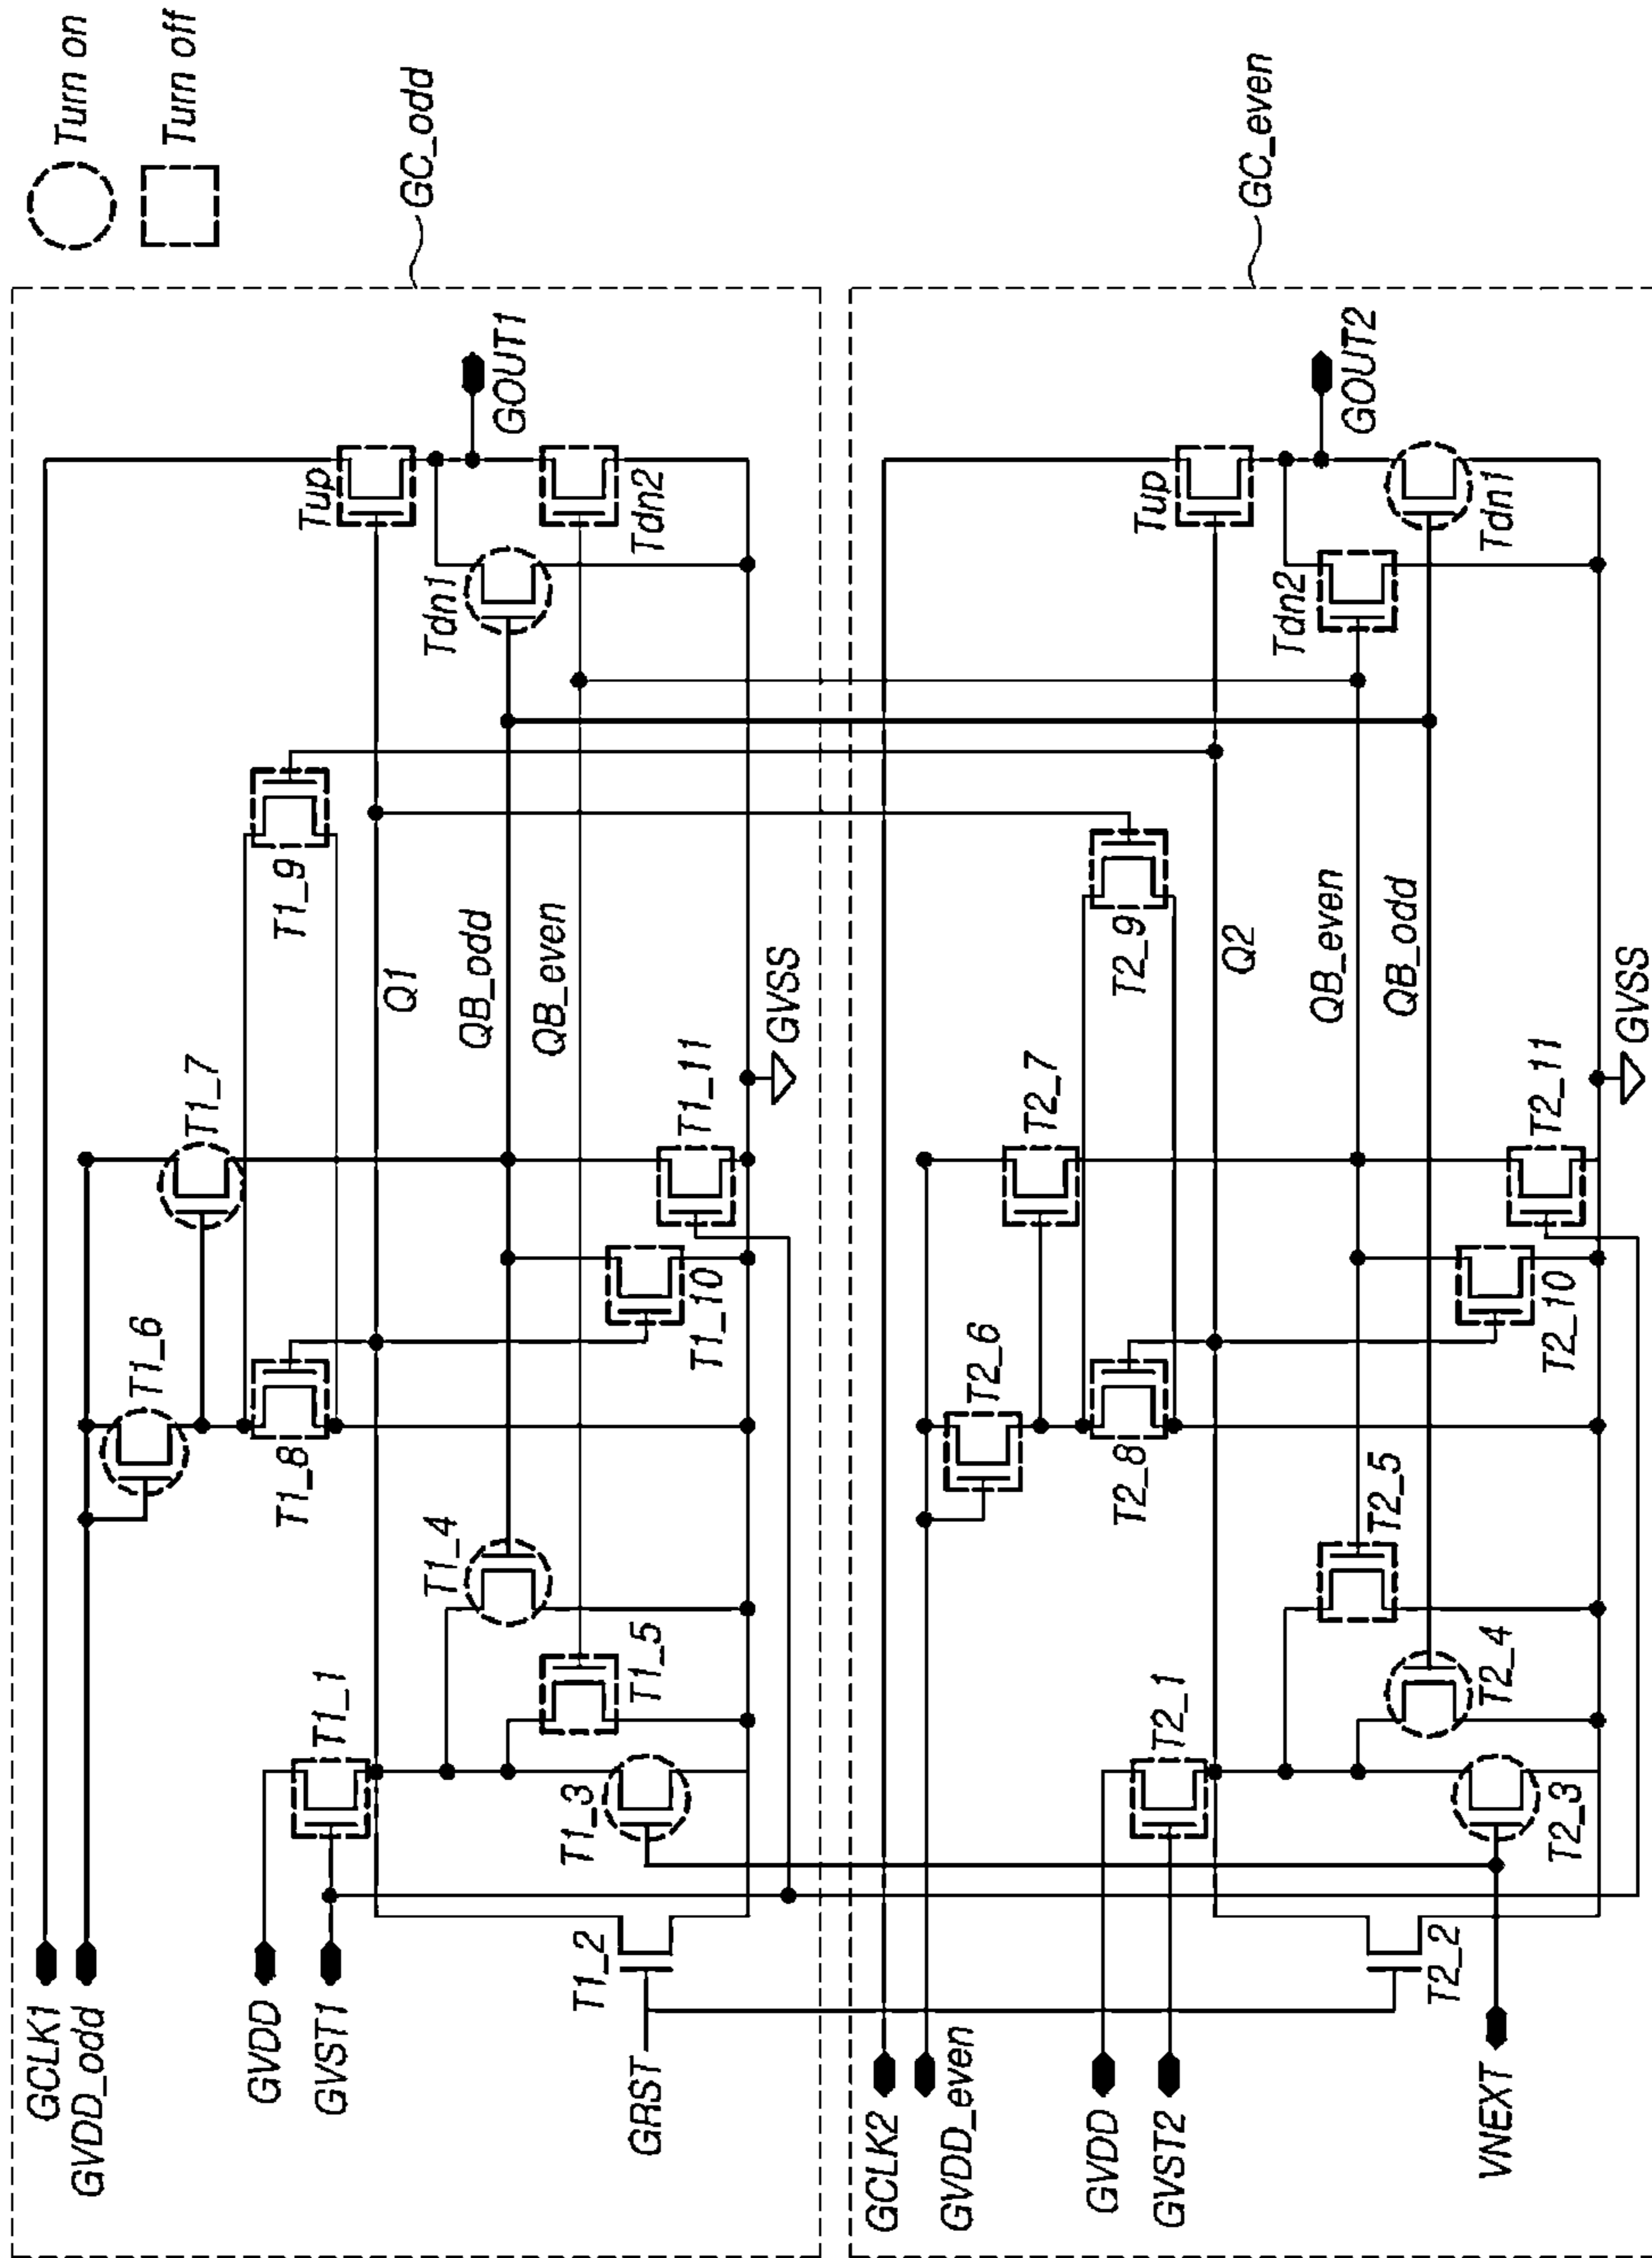 Turn on
Turn off
GC_odd
GC_even
GCLK1
GVDD_odd
GVDD
GVST1
GRST
T1_1
T1_2
T1_3
T1_4
T1_5
T1_6
T1_7
T1_8
T1_9
T1_10
T1_11
Q1
QB_odd
QB_even
GVSS
Tup
Tdn1
Tdn2
GOUT1
GCLK2
GVDD_even
GVDD
GVST2
VNEXT
T2_1
T2_2
T2_3
T2_4
T2_5
T2_6
T2_7
T2_8
T2_9
T2_10
T2_11
Q2
QB_even
QB_odd
GVSS
Tup
Tdn2
Tdn1
GOUT2